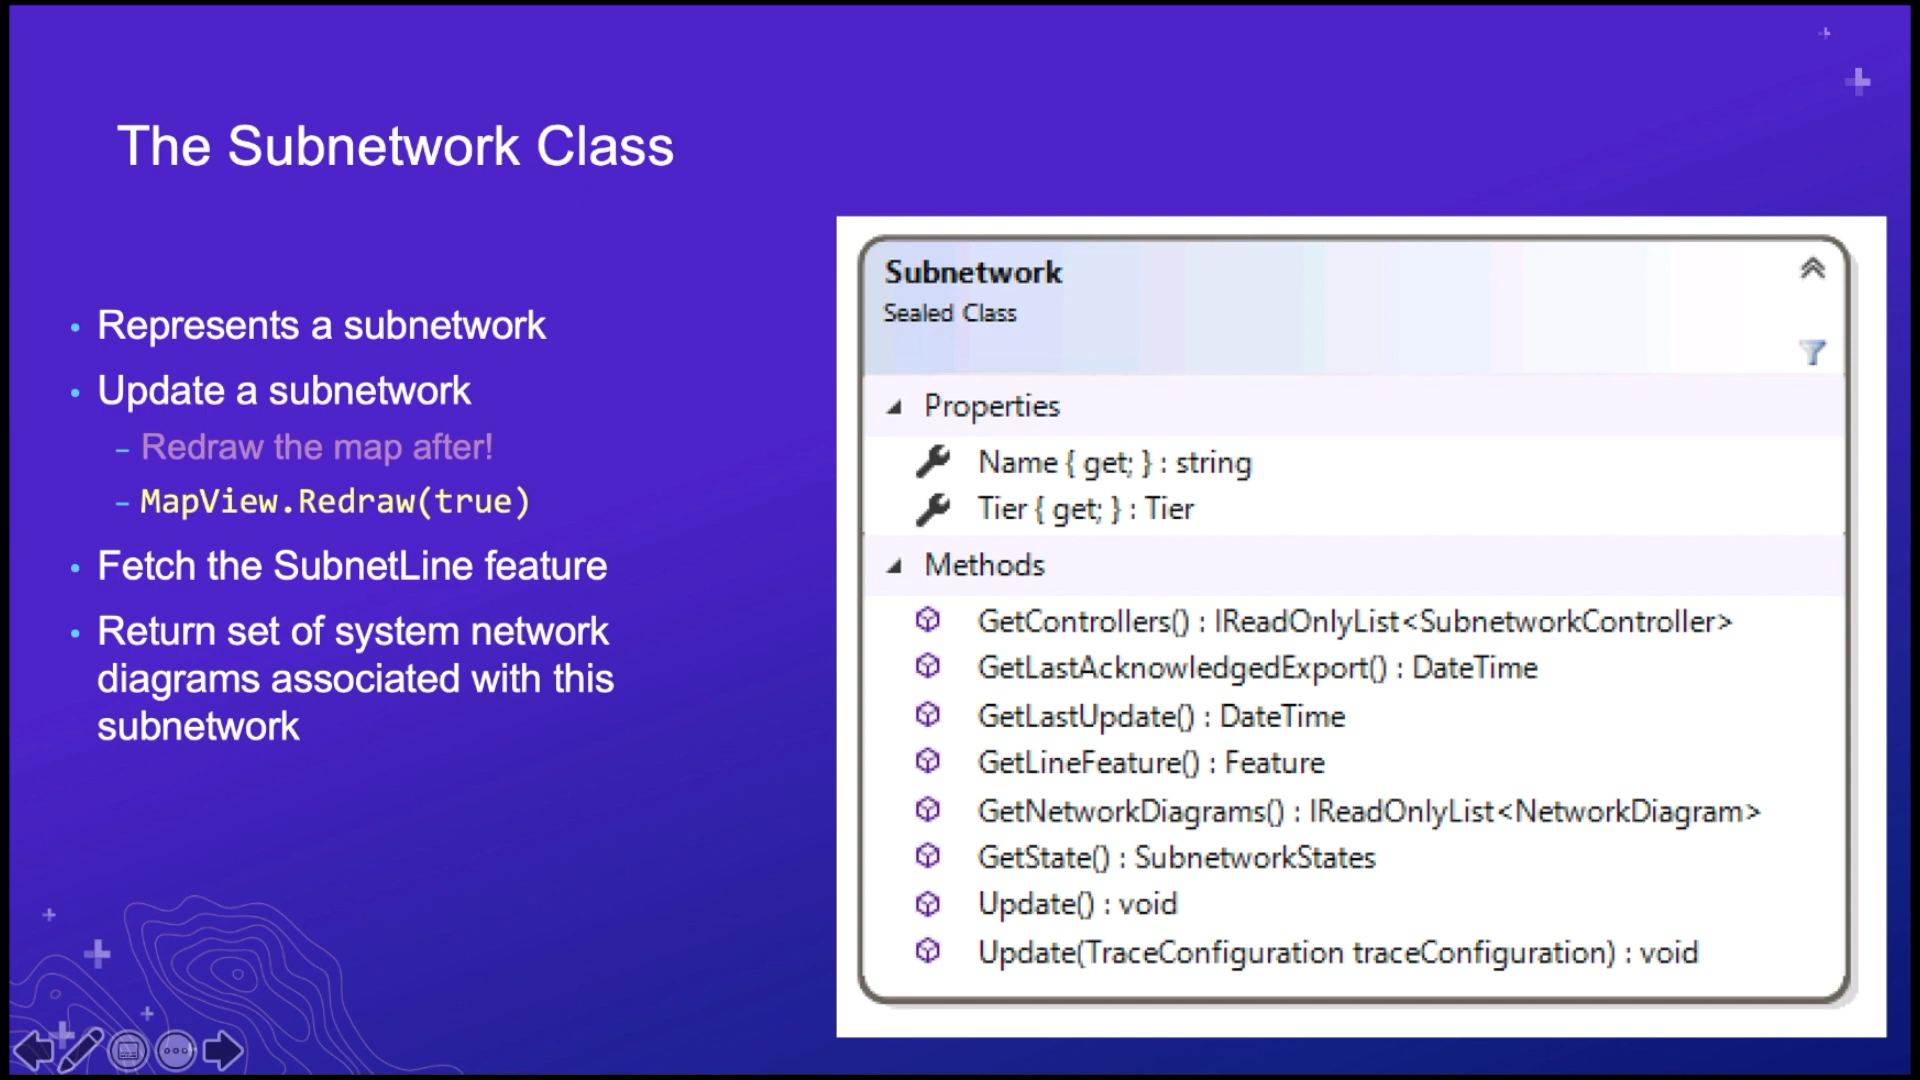 The Subnetwork Class
• Represents a subnetwork
• Update a subnetwork
– Redraw the map after!
– MapView.Redraw(true)
• Fetch the SubnetLine feature
• Return set of system network
diagrams associated with this
subnetwork
Subnetwork
Sealed Class
Properties
Name { get; } : string
Tier { get; } : Tier
Methods
GetControllers() : IReadOnlyList<SubnetworkController>
GetLastAcknowledgedExport() : DateTime
GetLastUpdate() : DateTime
GetLineFeature() : Feature
GetNetworkDiagrams() : IReadOnlyList<NetworkDiagram>
GetState() : SubnetworkStates
Update() : void
Update(TraceConfiguration traceConfiguration) : void